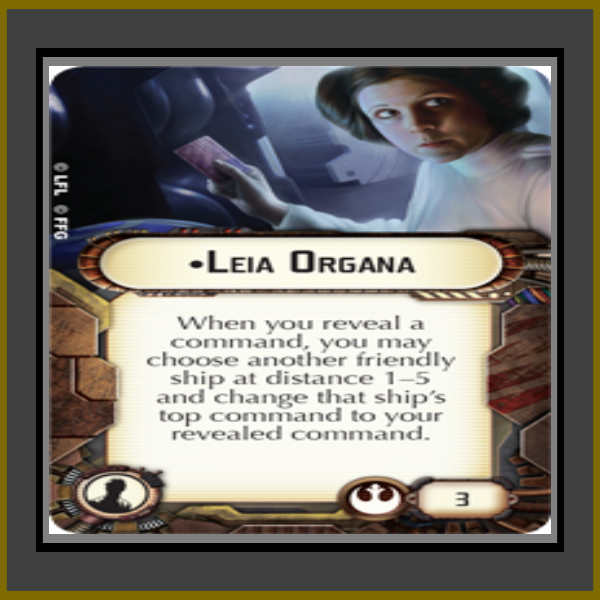 © LFL © FFG
•Leia Organa
When you reveal a
command, you may
choose another friendly
ship at distance 1–5
and change that ship's
top command to your
revealed command.
3